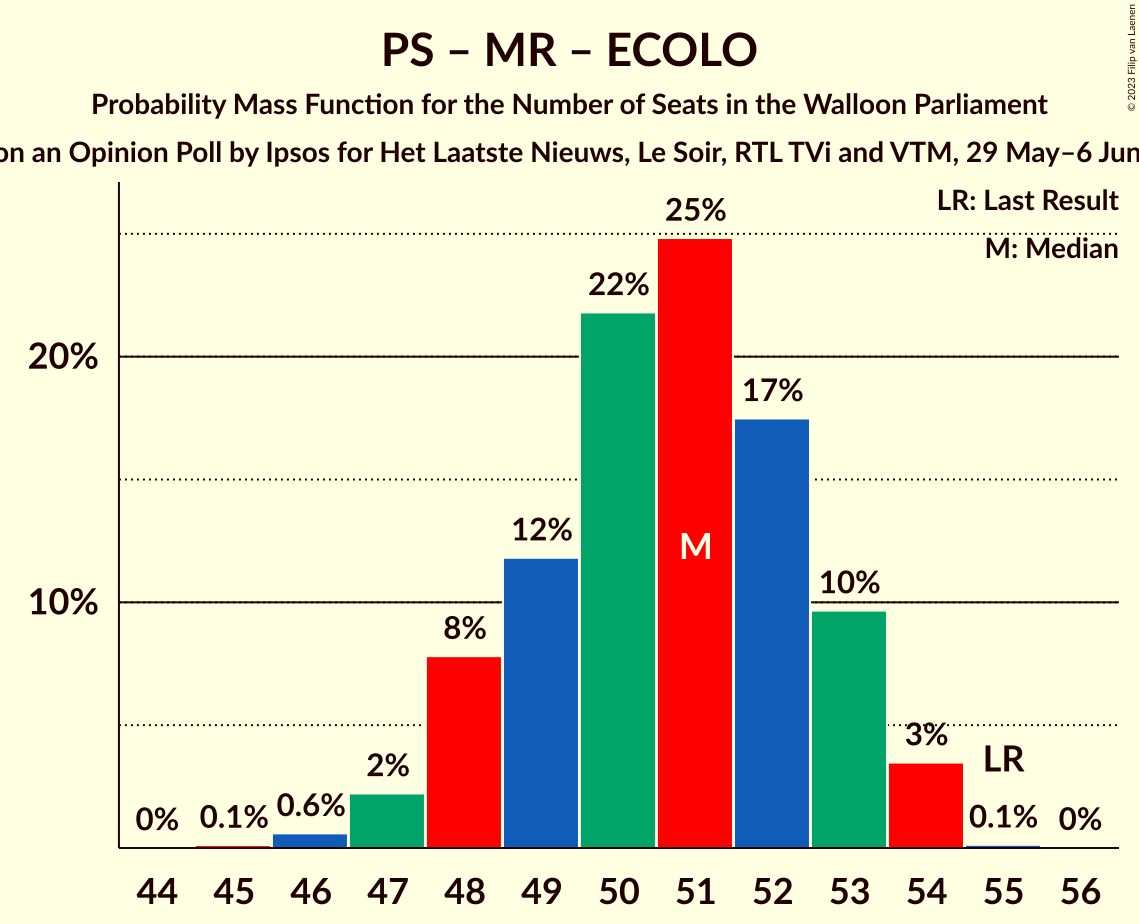 PS – MR – ECOLO
Probability Mass Function for the Number of Seats in the Walloon Parliament
on an Opinion Poll by Ipsos for Het Laatste Nieuws, Le Soir, RTL TVi and VTM, 29 May–6 Jun
© 2023 Filip van Laenen
LR: Last Result
M: Median
20%
10%
0%
0.1%
0.6%
2%
8%
12%
22%
25%
17%
10%
3%
0.1%
0%
M
LR
44 45 46 47 48 49 50 51 52 53 54 55 56